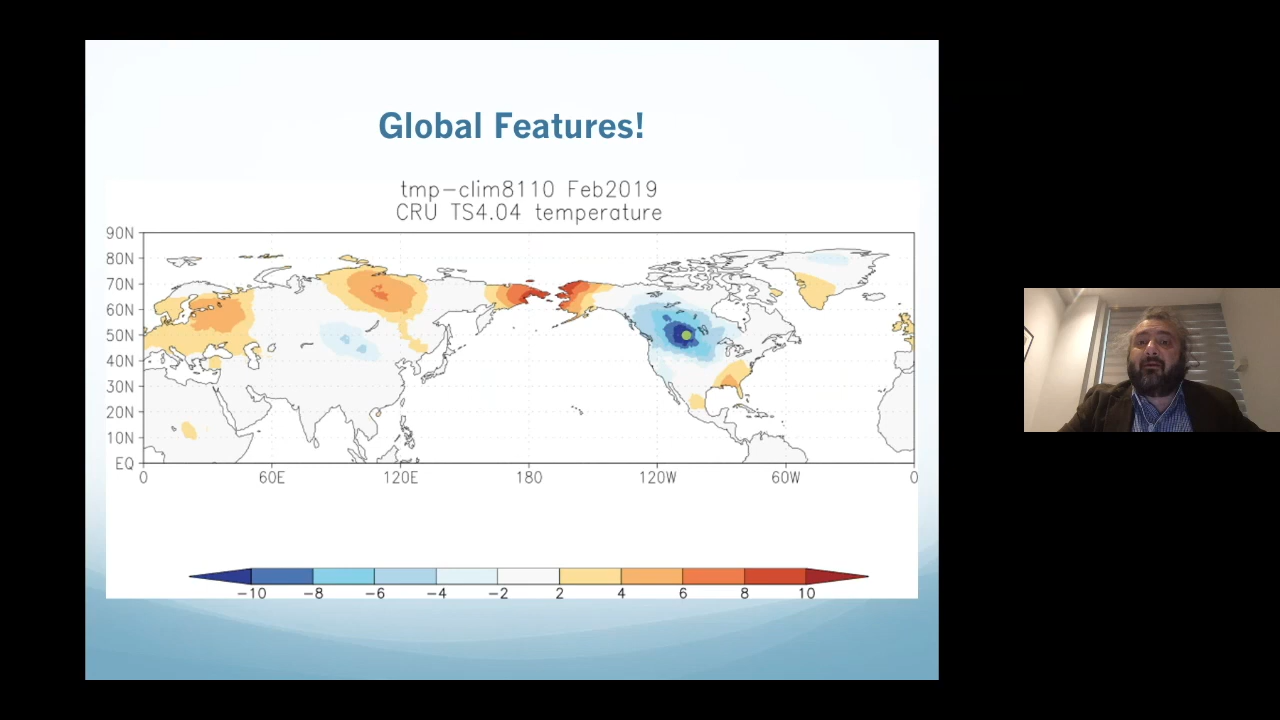 Global Features!
tmp-clim8110 Feb2019
CRU TS4.04 temperature
90N
80N
70N
60N
50N
40N
30N
20N
10N
EQ
0 60E 120E 180 120W 60W 0
-10 -8 -6 -4 -2 2 4 6 8 10